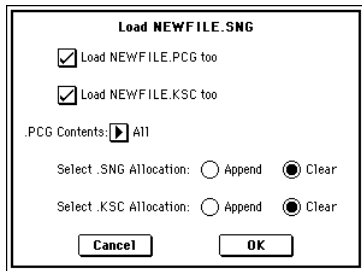 Load NEWFILE.SNG
Load NEWFILE.PCG too
Load NEWFILE.KSC too
.PCG Contents: All
Select .SNG Allocation: Append Clear
Select .KSC Allocation: Append Clear
Cancel OK